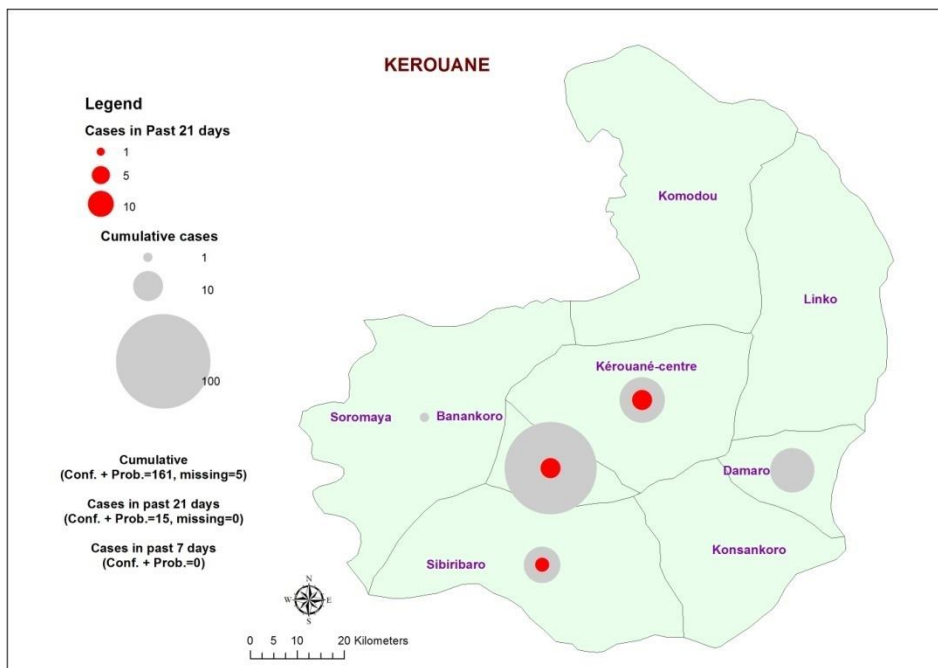 KEROUANE
Legend
Cases in Past 21 days
1
5
10
Cumulative cases
1
10
100
Cumulative
(Conf. + Prob.=161, missing=5)
Cases in past 21 days
(Conf. + Prob.=15, missing=0)
Cases in past 7 days
(Conf. + Prob.=0)
Komodou
Linko
Kérouané-centre
Soromaya
Banankoro
Damaro
Konsankoro
Sibiribaro
N
W E
S
0 5 10 20 Kilometers